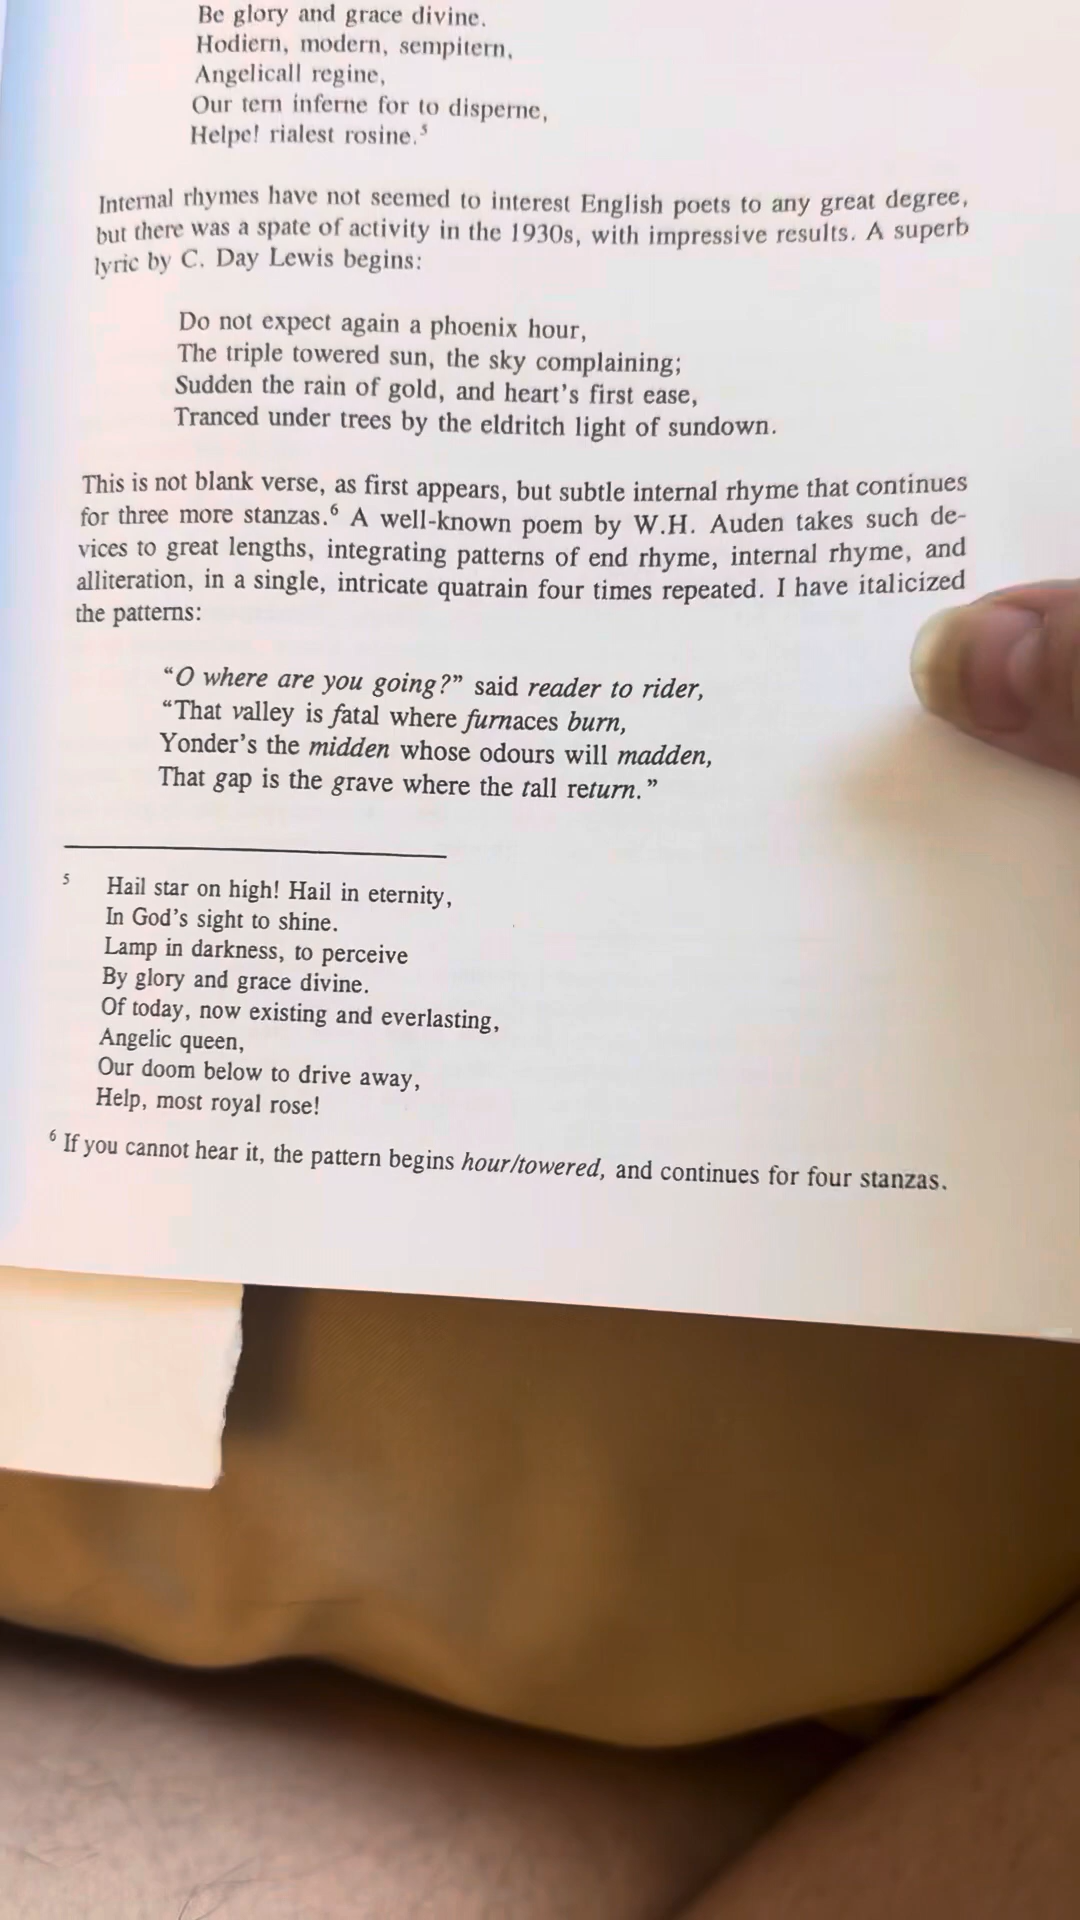 Be glory and grace divine.
Hodiern, modern, sempitern,
Angelicall regine,
Our tern inferne for to disperne,
Helpe! rialest rosine.⁵
Internal rhymes have not seemed to interest English poets to any great degree,
but there was a spate of activity in the 1930s, with impressive results. A superb
lyric by C. Day Lewis begins:
Do not expect again a phoenix hour,
The triple towered sun, the sky complaining;
Sudden the rain of gold, and heart's first ease,
Tranced under trees by the eldritch light of sundown.
This is not blank verse, as first appears, but subtle internal rhyme that continues
for three more stanzas.⁶ A well-known poem by W.H. Auden takes such de-
vices to great lengths, integrating patterns of end rhyme, internal rhyme, and
alliteration, in a single, intricate quatrain four times repeated. I have italicized
the patterns:
“O where are you going?” said reader to rider,
“That valley is fatal where furnaces burn,
Yonder's the midden whose odours will madden,
That gap is the grave where the tall return.”
⁵ Hail star on high! Hail in eternity,
In God's sight to shine.
Lamp in darkness, to perceive
By glory and grace divine.
Of today, now existing and everlasting,
Angelic queen,
Our doom below to drive away,
Help, most royal rose!
⁶ If you cannot hear it, the pattern begins hour/towered, and continues for four stanzas.